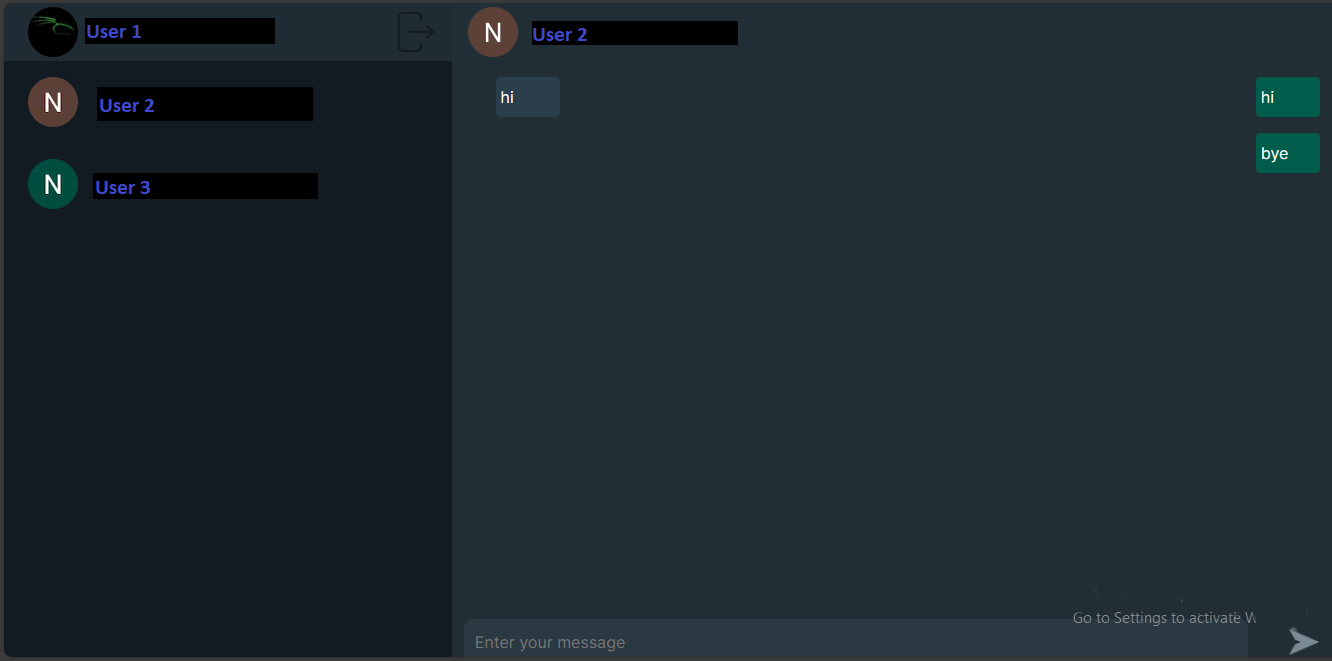 User 1
User 2
User 3
N
N
N
User 2
hi
hi
bye
Go to Settings to activate W
Enter your message